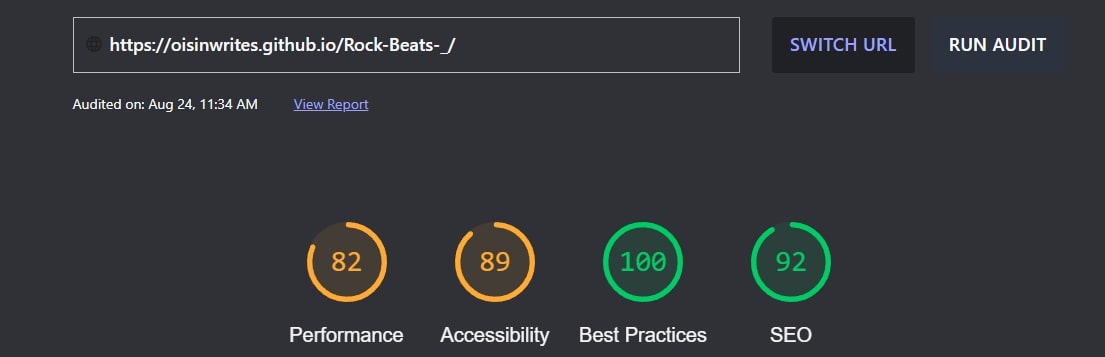 https://oisinwrites.github.io/Rock-Beats-_/ SWITCH URL RUN AUDIT
Audited on: Aug 24, 11:34 AM View Report
82 89 100 92
Performance Accessibility Best Practices SEO